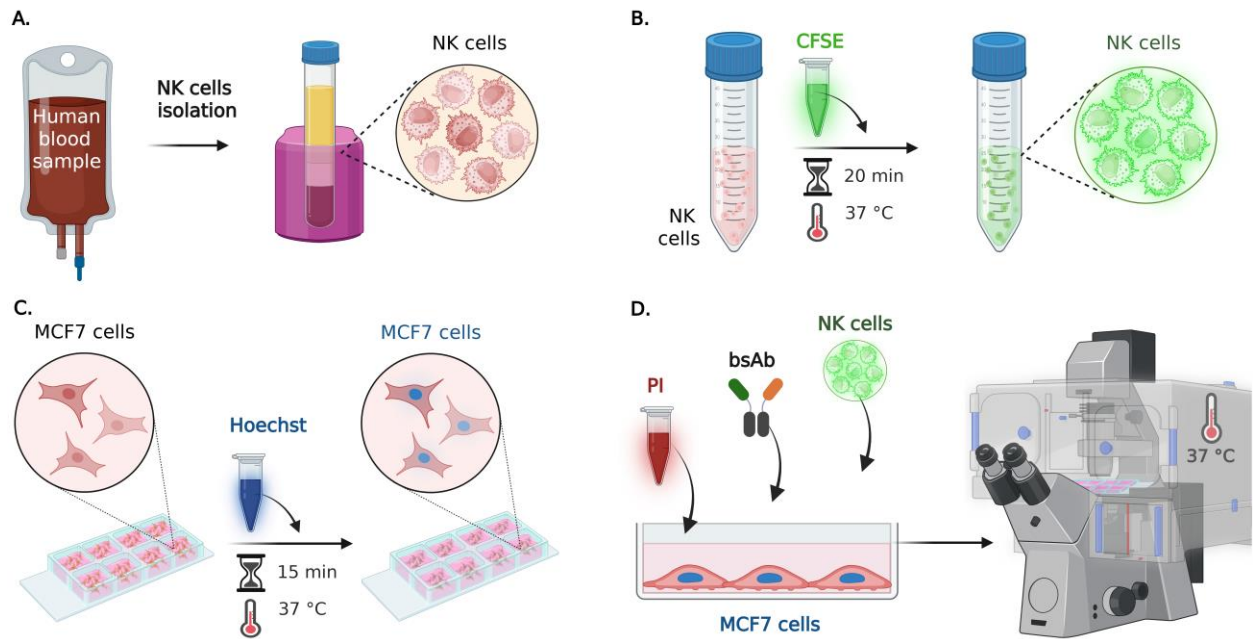 A.
Human
blood
sample
NK cells
isolation
NK cells
B.
CFSE
20 min
37 °C
NK
cells
NK cells
C.
MCF7 cells
Hoechst
15 min
37 °C
MCF7 cells
D.
PI
bsAb
NK cells
MCF7 cells
37 °C